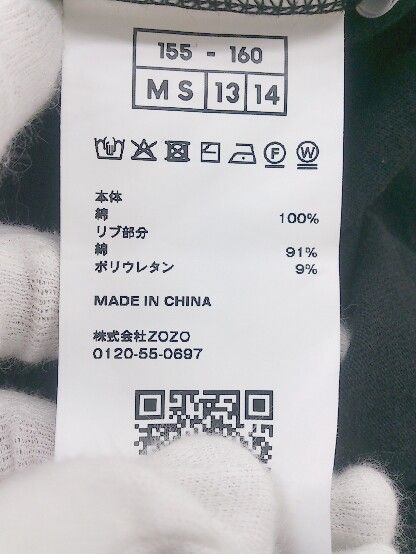 155 - 160
MS 13 14
F W
本体
綿 100%
リブ部分
綿 91%
ポリウレタン 9%
MADE IN CHINA
株式会社ZOZO
0120-55-0697